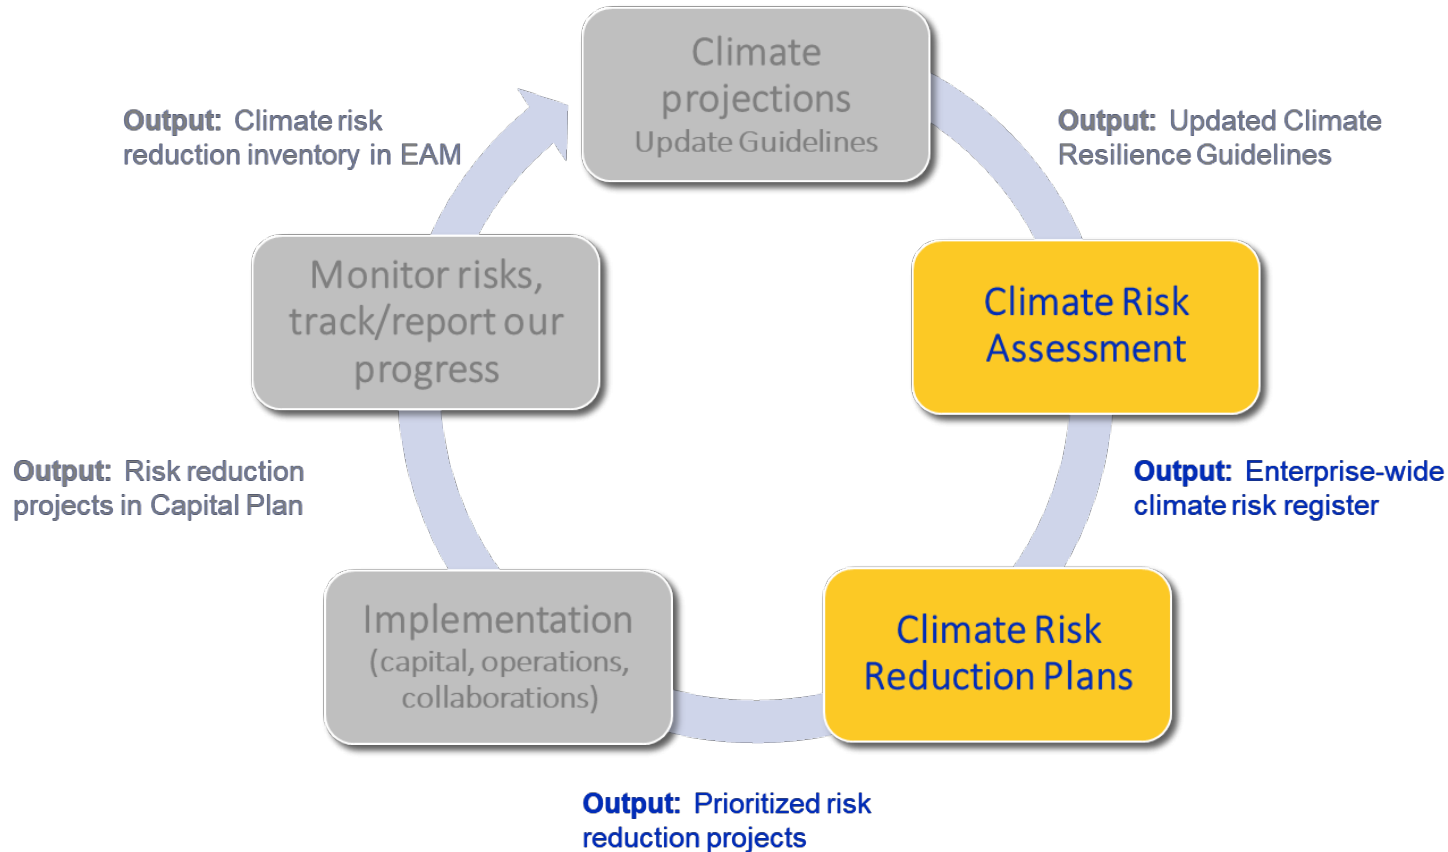 Climate
projections
Update Guidelines
Output: Updated Climate
Resilience Guidelines
Climate Risk
Assessment
Output: Enterprise-wide
climate risk register
Climate Risk
Reduction Plans
Output: Prioritized risk
reduction projects
Implementation
(capital, operations,
collaborations)
Output: Risk reduction
projects in Capital Plan
Monitor risks,
track/report our
progress
Output: Climate risk
reduction inventory in EAM